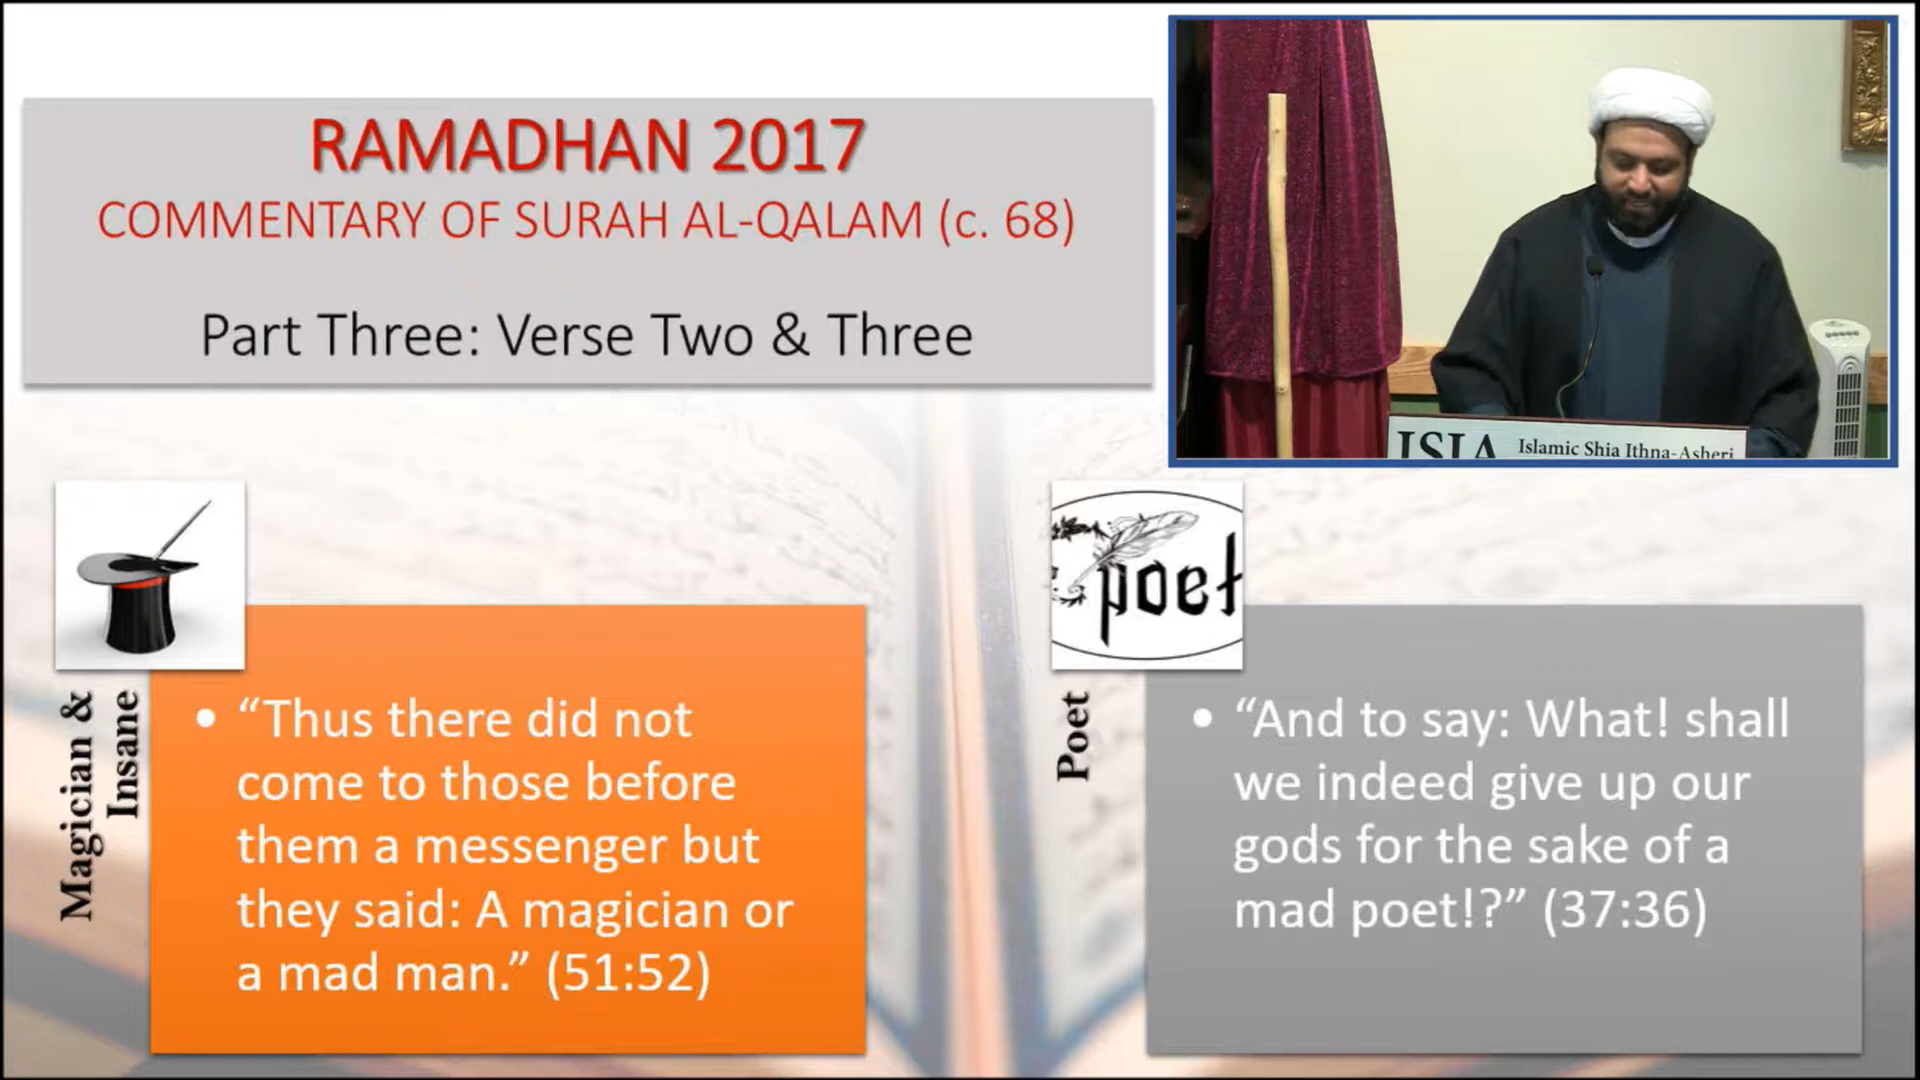 RAMADHAN 2017
COMMENTARY OF SURAH AL-QALAM (c. 68)
Part Three: Verse Two & Three
ISIA
Islamic Shia Ithna-Asheri
poet
Magician &
Insane
• “Thus there did not
come to those before
them a messenger but
they said: A magician or
a mad man.” (51:52)
Poet
• “And to say: What! shall
we indeed give up our
gods for the sake of a
mad poet!?” (37:36)